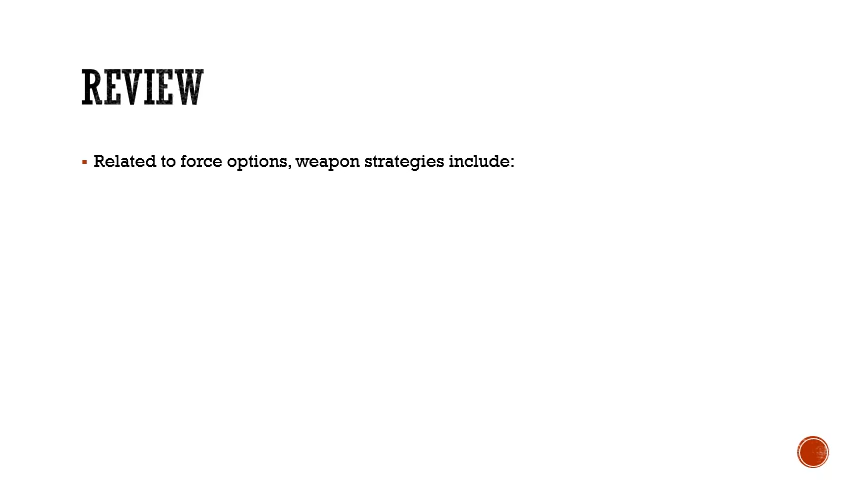 REVIEW
Related to force options, weapon strategies include: